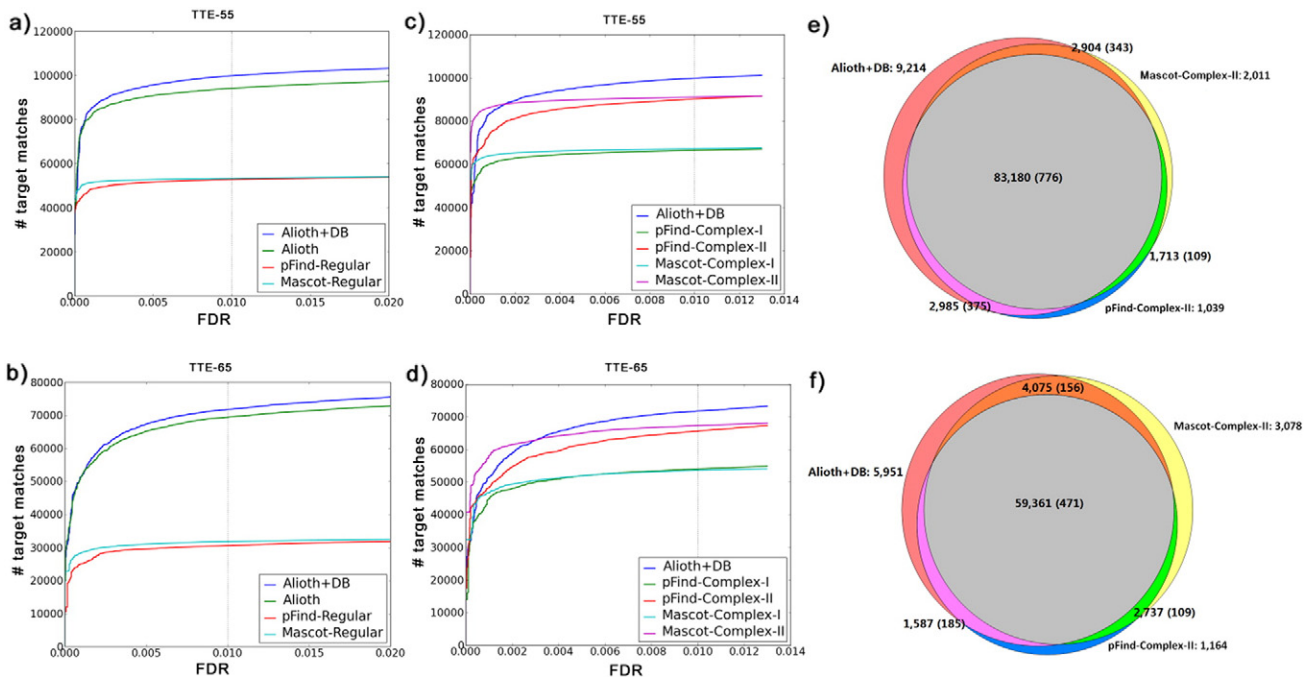 a)
TTE-55
120000
100000
80000
60000
40000
20000
0.000
0.005
0.010
0.015
0.020
# target matches
FDR
Alioth+DB
Alioth
pFind-Regular
Mascot-Regular
c)
TTE-55
120000
100000
80000
60000
40000
20000
0
0.000
0.002
0.004
0.006
0.008
0.010
0.012
0.014
# target matches
FDR
Alioth+DB
pFind-Complex-I
pFind-Complex-II
Mascot-Complex-I
Mascot-Complex-II
e)
2,904 (343)
Alioth+DB: 9,214
Mascot-Complex-II: 2,011
83,180 (776)
1,713 (109)
2,985 (375)
pFind-Complex-II: 1,039
b)
TTE-65
80000
70000
60000
50000
40000
30000
20000
10000
0
0.000
0.005
0.010
0.015
0.020
# target matches
FDR
Alioth+DB
Alioth
pFind-Regular
Mascot-Regular
d)
TTE-65
80000
70000
60000
50000
40000
30000
20000
10000
0
0.000
0.002
0.004
0.006
0.008
0.010
0.012
0.014
# target matches
FDR
Alioth+DB
pFind-Complex-I
pFind-Complex-II
Mascot-Complex-I
Mascot-Complex-II
f)
4,075 (156)
Mascot-Complex-II: 3,078
Alioth+DB: 5,951
59,361 (471)
2,737 (109)
1,587 (185)
pFind-Complex-II: 1,164